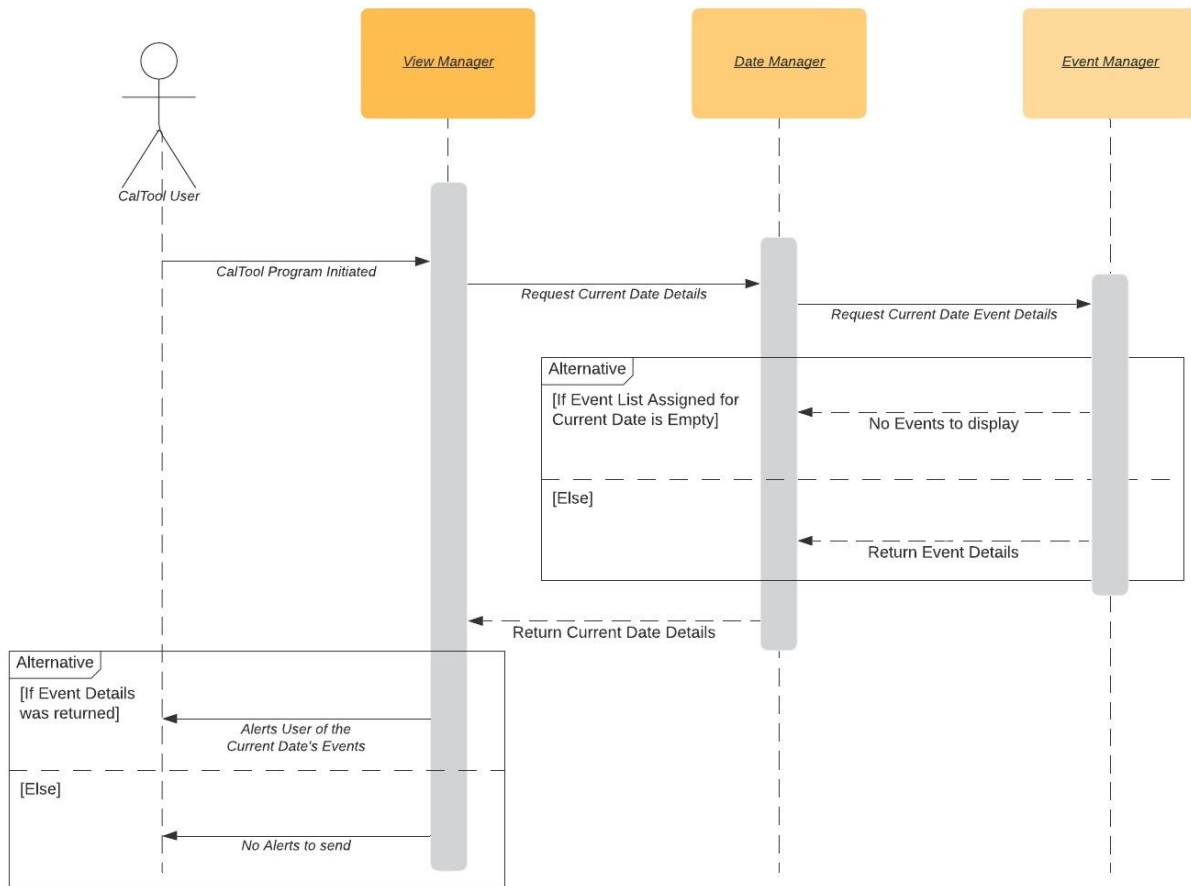 View Manager
Date Manager
Event Manager
CalTool User
CalTool Program Initiated
Request Current Date Details
Request Current Date Event Details
Alternative
[If Event List Assigned for
Current Date is Empty]
No Events to display
[Else]
Return Event Details
Return Current Date Details
Alternative
[If Event Details
was returned]
Alerts User of the
Current Date's Events
[Else]
No Alerts to send